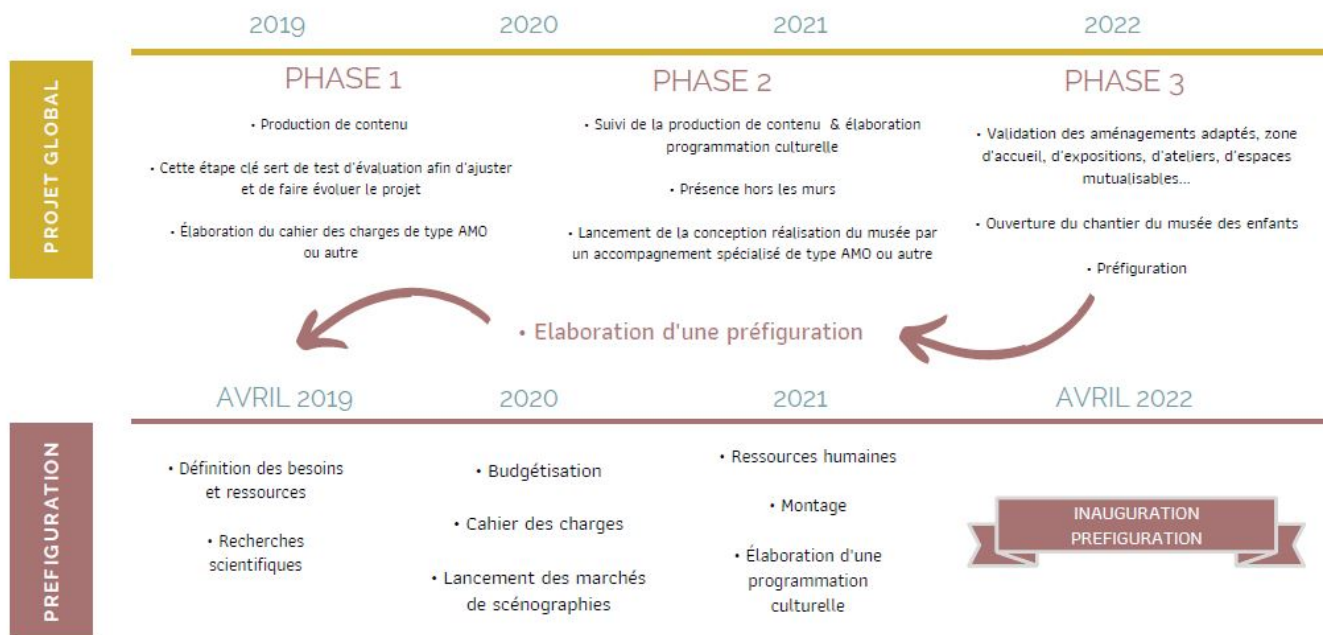 2019
2020
2021
2022
PROJET GLOBAL
PHASE 1
• Production de contenu
• Cette étape clé sert de test d'évaluation afin d'ajuster
et de faire évoluer le projet
• Élaboration du cahier des charges de type AMO
ou autre
PHASE 2
• Suivi de la production de contenu & élaboration
programmation culturelle
• Présence hors les murs
• Lancement de la conception réalisation du musée par
un accompagnement spécialisé de type AMO ou autre
PHASE 3
• Validation des aménagements adaptés, zone
d'accueil, d'expositions, d'ateliers, d'espaces
mutualisables...
• Ouverture du chantier du musée des enfants
• Préfiguration
• Elaboration d'une préfiguration
AVRIL 2019
2020
2021
AVRIL 2022
PREFIGURATION
• Définition des besoins
et ressources
• Recherches
scientifiques
• Budgétisation
• Cahier des charges
• Lancement des marchés
de scénographies
• Ressources humaines
• Montage
• Élaboration d'une
programmation
culturelle
INAUGURATION
PREFIGURATION